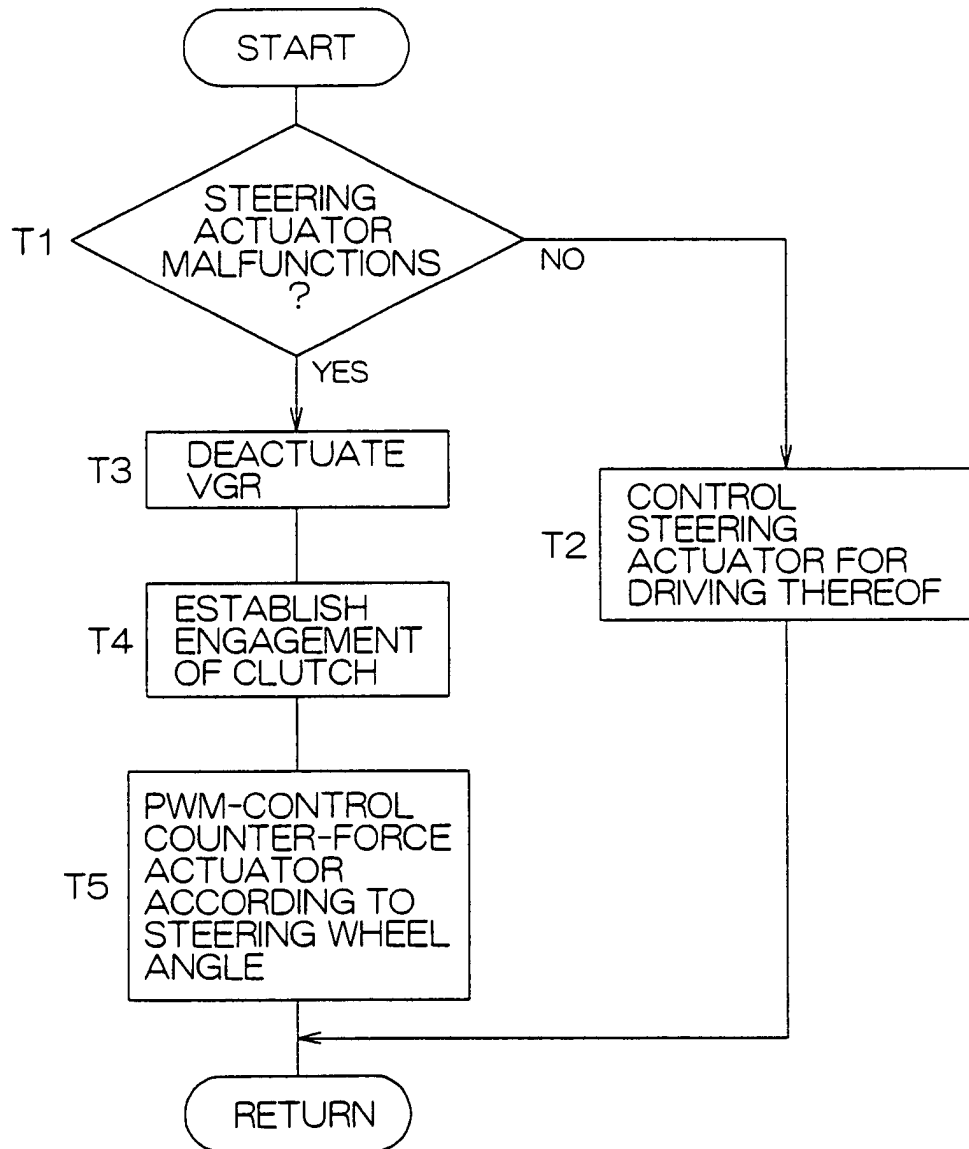 START
T1
STEERING
ACTUATOR
MALFUNCTIONS
?
NO
YES
T3
DEACTUATE
VGR
T2
CONTROL
STEERING
ACTUATOR FOR
DRIVING THEREOF
T4
ESTABLISH
ENGAGEMENT
OF CLUTCH
T5
PWM-CONTROL
COUNTER-FORCE
ACTUATOR
ACCORDING TO
STEERING WHEEL
ANGLE
RETURN